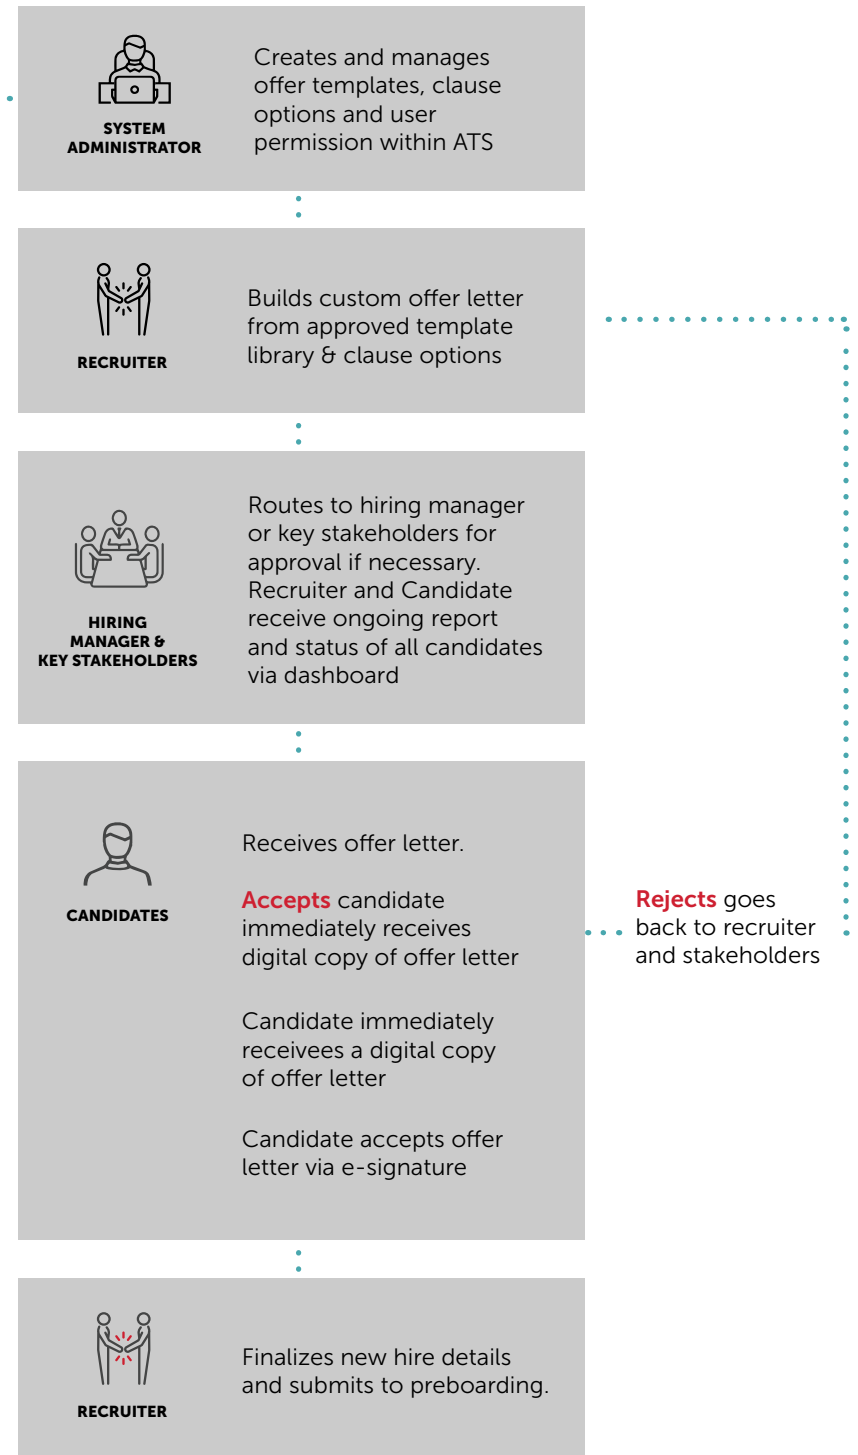 SYSTEM
ADMINISTRATOR
Creates and manages
offer templates, clause
options and user
permission within ATS
RECRUITER
Builds custom offer letter
from approved template
library & clause options
HIRING
MANAGER &
KEY STAKEHOLDERS
Routes to hiring manager
or key stakeholders for
approval if necessary.
Recruiter and Candidate
receive ongoing report
and status of all candidates
via dashboard
CANDIDATES
Receives offer letter.
Accepts candidate
immediately receives
digital copy of offer letter
Candidate immediately
receivees a digital copy
of offer letter
Candidate accepts offer
letter via e-signature
Rejects goes
back to recruiter
and stakeholders
RECRUITER
Finalizes new hire details
and submits to preboarding.